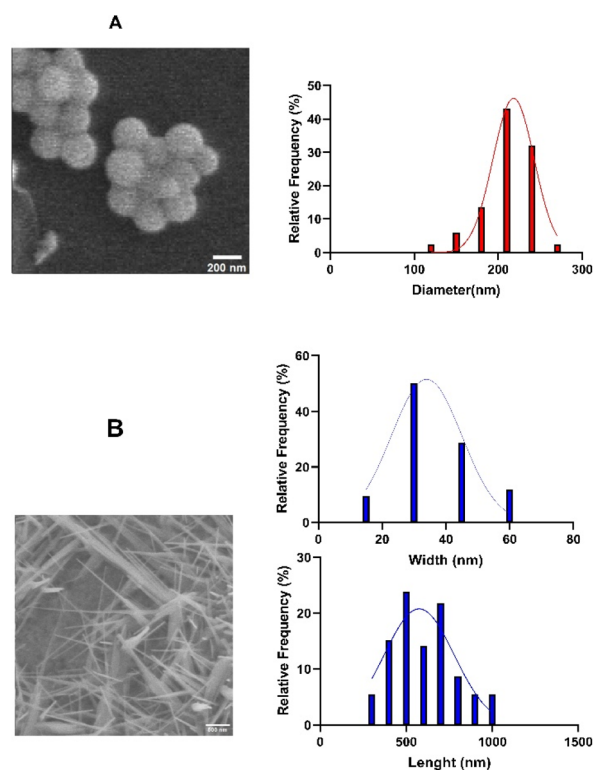 A
200 nm
Relative Frequency (%)
50
40
30
20
10
0
0 100 200 300
Diameter(nm)
B
Relative Frequency (%)
60
40
20
0
0 20 40 60 80
Width (nm)
Relative Frequency (%)
30
20
10
0
0 500 1000 1500
Lenght (nm)